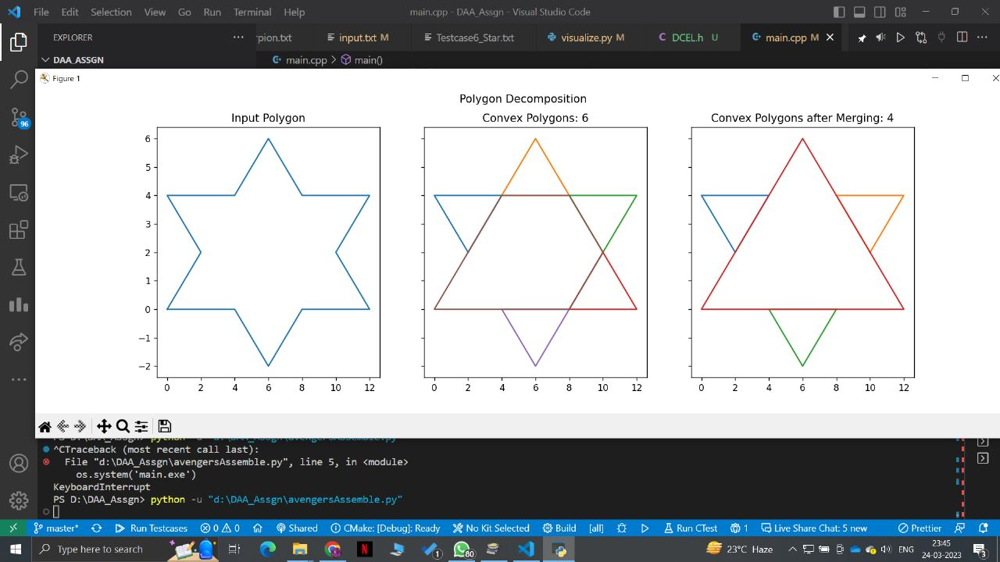 File Edit Selection View Go Run Terminal Help
main.cpp - DAA_Assgn - Visual Studio Code
EXPLORER
rpion.txt
input.txt M
Testcase6_Star.txt
visualize.py M
DCEL.h U
main.cpp M
DAA_ASSGN
main.cpp > main()
Figure 1
Polygon Decomposition
Input Polygon
Convex Polygons: 6
Convex Polygons after Merging: 4
6
5
4
3
2
1
0
−1
−2
0 2 4 6 8 10 12
0 2 4 6 8 10 12
0 2 4 6 8 10 12
96
PS D:\DAA_Assgn> python -u "d:\DAA_Assgn\avengersAssemble.py"
^CTraceback (most recent call last):
File "d:\DAA_Assgn\avengersAssemble.py", line 5, in <module>
os.system('main.exe')
KeyboardInterrupt
PS D:\DAA_Assgn> python -u "d:\DAA_Assgn\avengersAssemble.py"
master* Run Testcases 0 0 Shared CMake: [Debug]: Ready No Kit Selected Build [all] Run CTest 1 Live Share Chat: 5 new Prettier
Type here to search
1
80
23°C Haze
ENG
23:45
24-03-2023
3